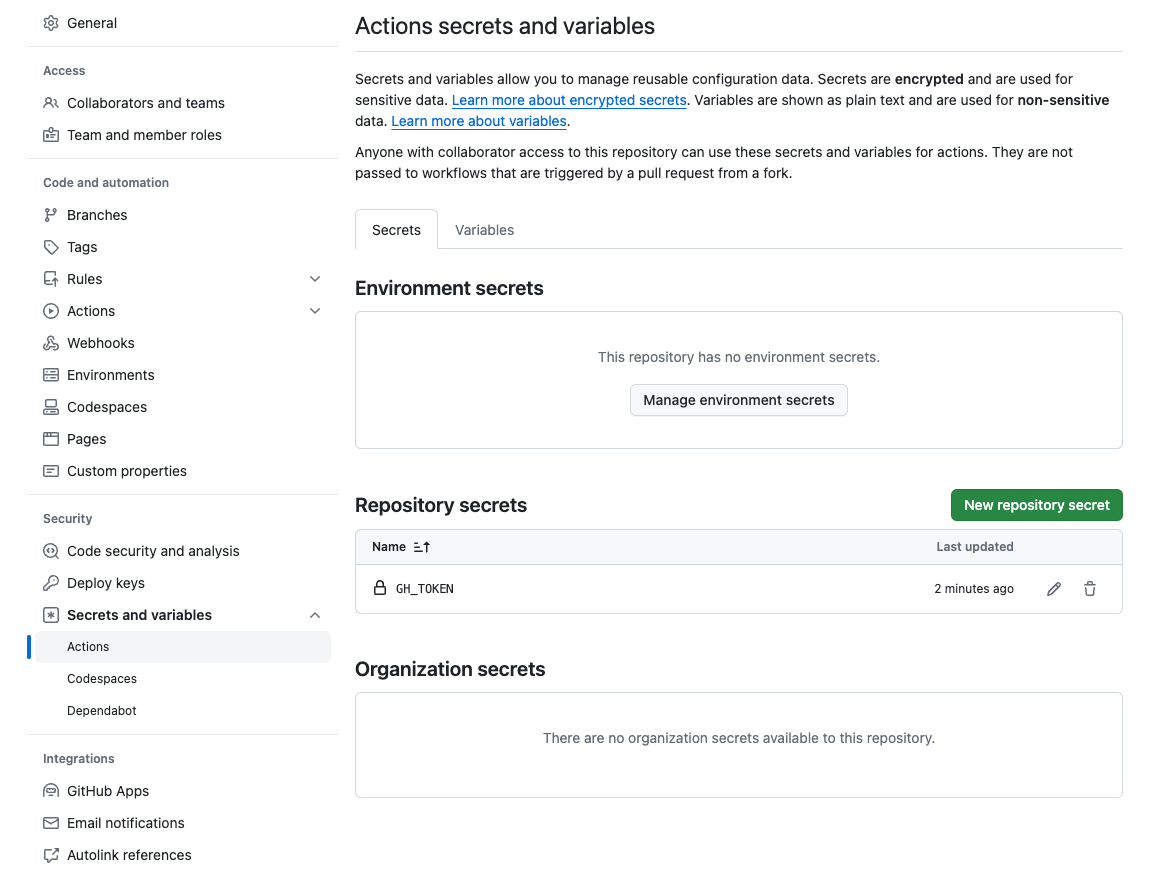 General
Access
Collaborators and teams
Team and member roles
Code and automation
Branches
Tags
Rules
Actions
Webhooks
Environments
Codespaces
Pages
Custom properties
Security
Code security and analysis
Deploy keys
Secrets and variables
Actions
Codespaces
Dependabot
Integrations
GitHub Apps
Email notifications
Autolink references
Actions secrets and variables
Secrets and variables allow you to manage reusable configuration data. Secrets are encrypted and are used for
sensitive data. Learn more about encrypted secrets. Variables are shown as plain text and are used for non-sensitive
data. Learn more about variables.
Anyone with collaborator access to this repository can use these secrets and variables for actions. They are not
passed to workflows that are triggered by a pull request from a fork.
Secrets Variables
Environment secrets
This repository has no environment secrets.
Manage environment secrets
Repository secrets New repository secret
Name Last updated
GH_TOKEN 2 minutes ago
Organization secrets
There are no organization secrets available to this repository.